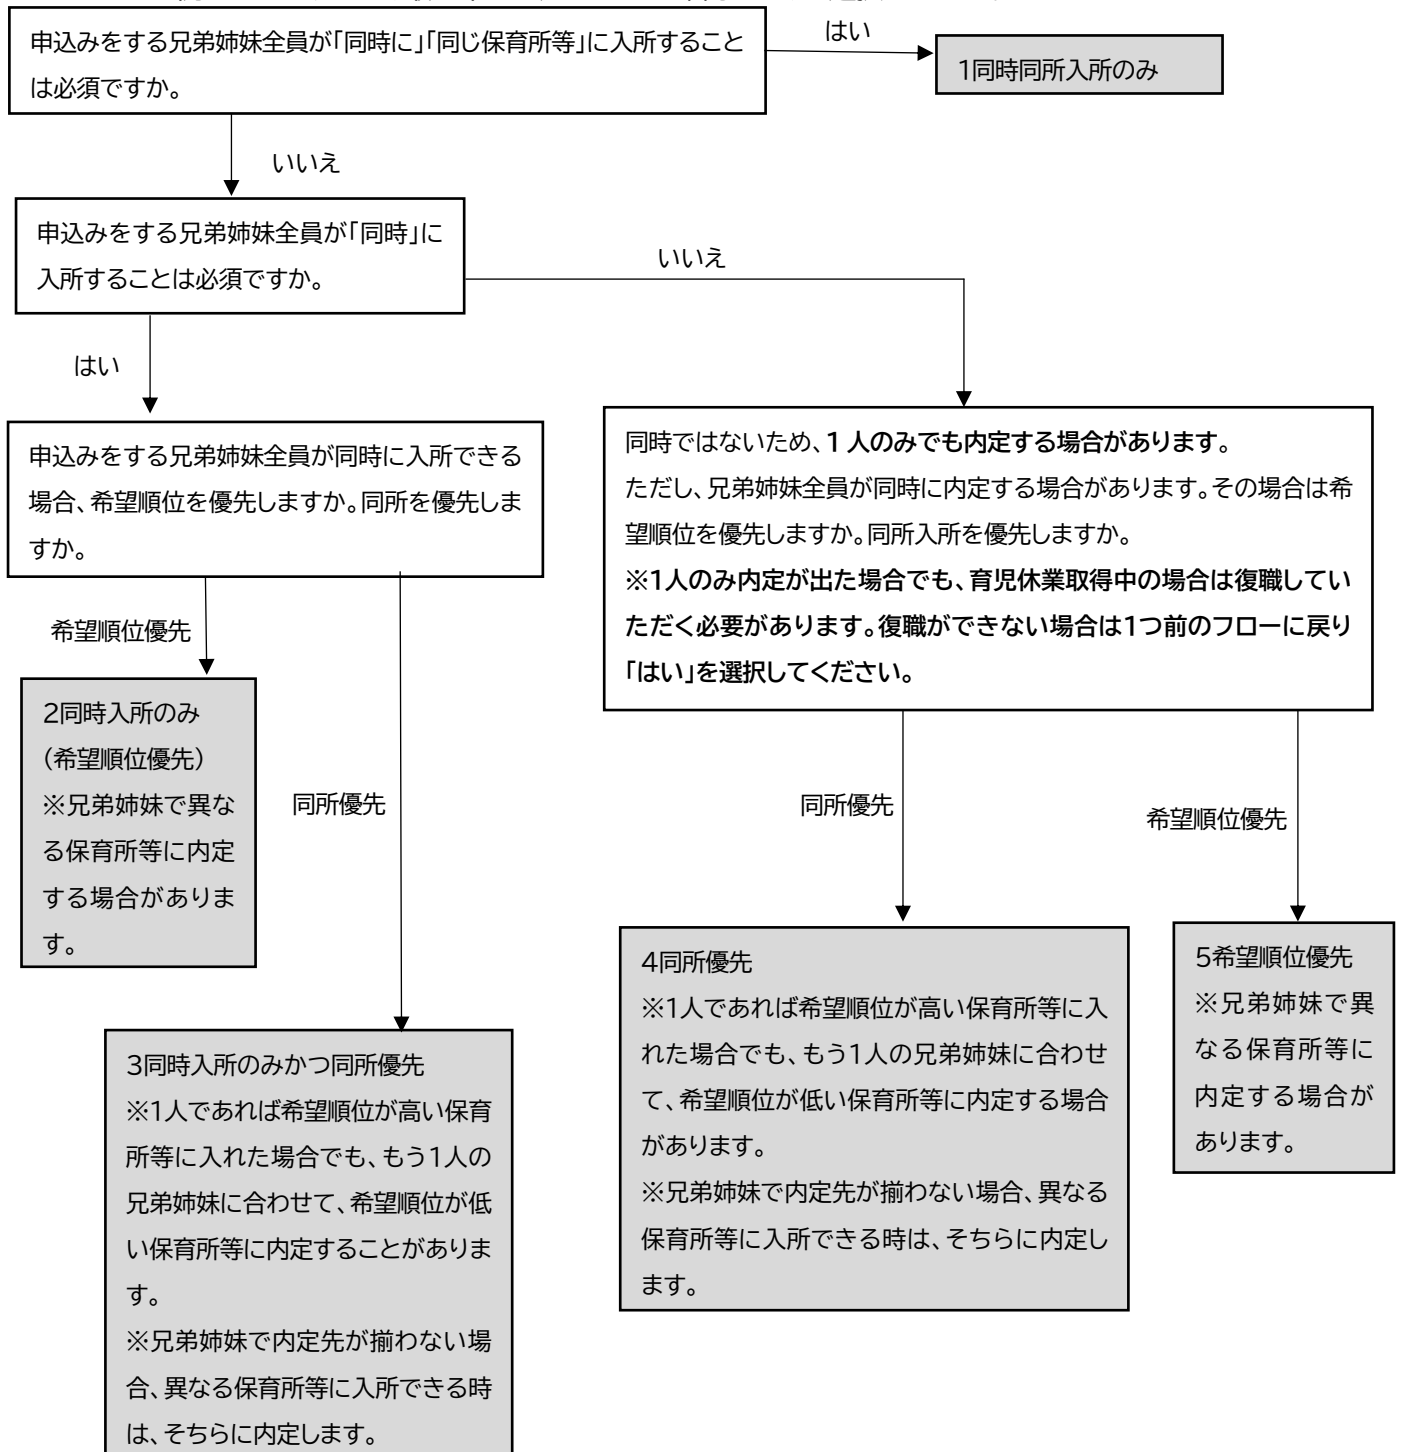 申込みをする兄弟姉妹全員が「同時に」「同じ保育所等」に入所すること
は必須ですか。
はい
1同時同所入所のみ
いいえ
申込みをする兄弟姉妹全員が「同時」に
入所することは必須ですか。
いいえ
はい
申込みをする兄弟姉妹全員が同時に入所できる
場合、希望順位を優先しますか。同所を優先しま
すか。
同時ではないため、1人のみでも内定する場合があります。
ただし、兄弟姉妹全員が同時に内定する場合があります。その場合は希
望順位を優先しますか。同所入所を優先しますか。
※1人のみ内定が出た場合でも、育児休業取得中の場合は復職してい
ただく必要があります。復職ができない場合は1つ前のフローに戻り
「はい」を選択してください。
希望順位優先
2同時入所のみ
(希望順位優先)
※兄弟姉妹で異な
る保育所等に内定
する場合がありま
す。
同所優先
3同時入所のみかつ同所優先
※1人であれば希望順位が高い保育
所等に入れた場合でも、もう1人の
兄弟姉妹に合わせて、希望順位が低
い保育所等に内定することがありま
す。
※兄弟姉妹で内定先が揃わない場
合、異なる保育所等に入所できる時
は、そちらに内定します。
同所優先
4同所優先
※1人であれば希望順位が高い保育所等に入
れた場合でも、もう1人の兄弟姉妹に合わせ
て、希望順位が低い保育所等に内定する場合
があります。
※兄弟姉妹で内定先が揃わない場合、異なる
保育所等に入所できる時は、そちらに内定し
ます。
希望順位優先
5希望順位優先
※兄弟姉妹で異
なる保育所等に
内定する場合が
あります。